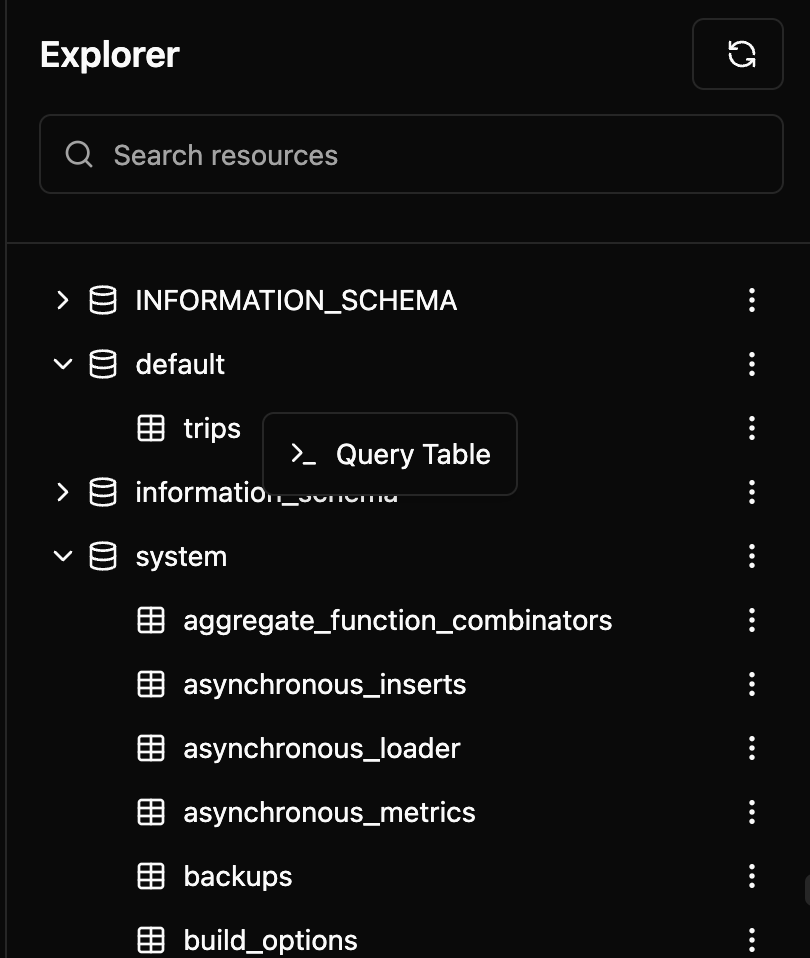 Explorer
Search resources
INFORMATION_SCHEMA
default
trips
Query Table
information_schema
system
aggregate_function_combinators
asynchronous_inserts
asynchronous_loader
asynchronous_metrics
backups
build_options